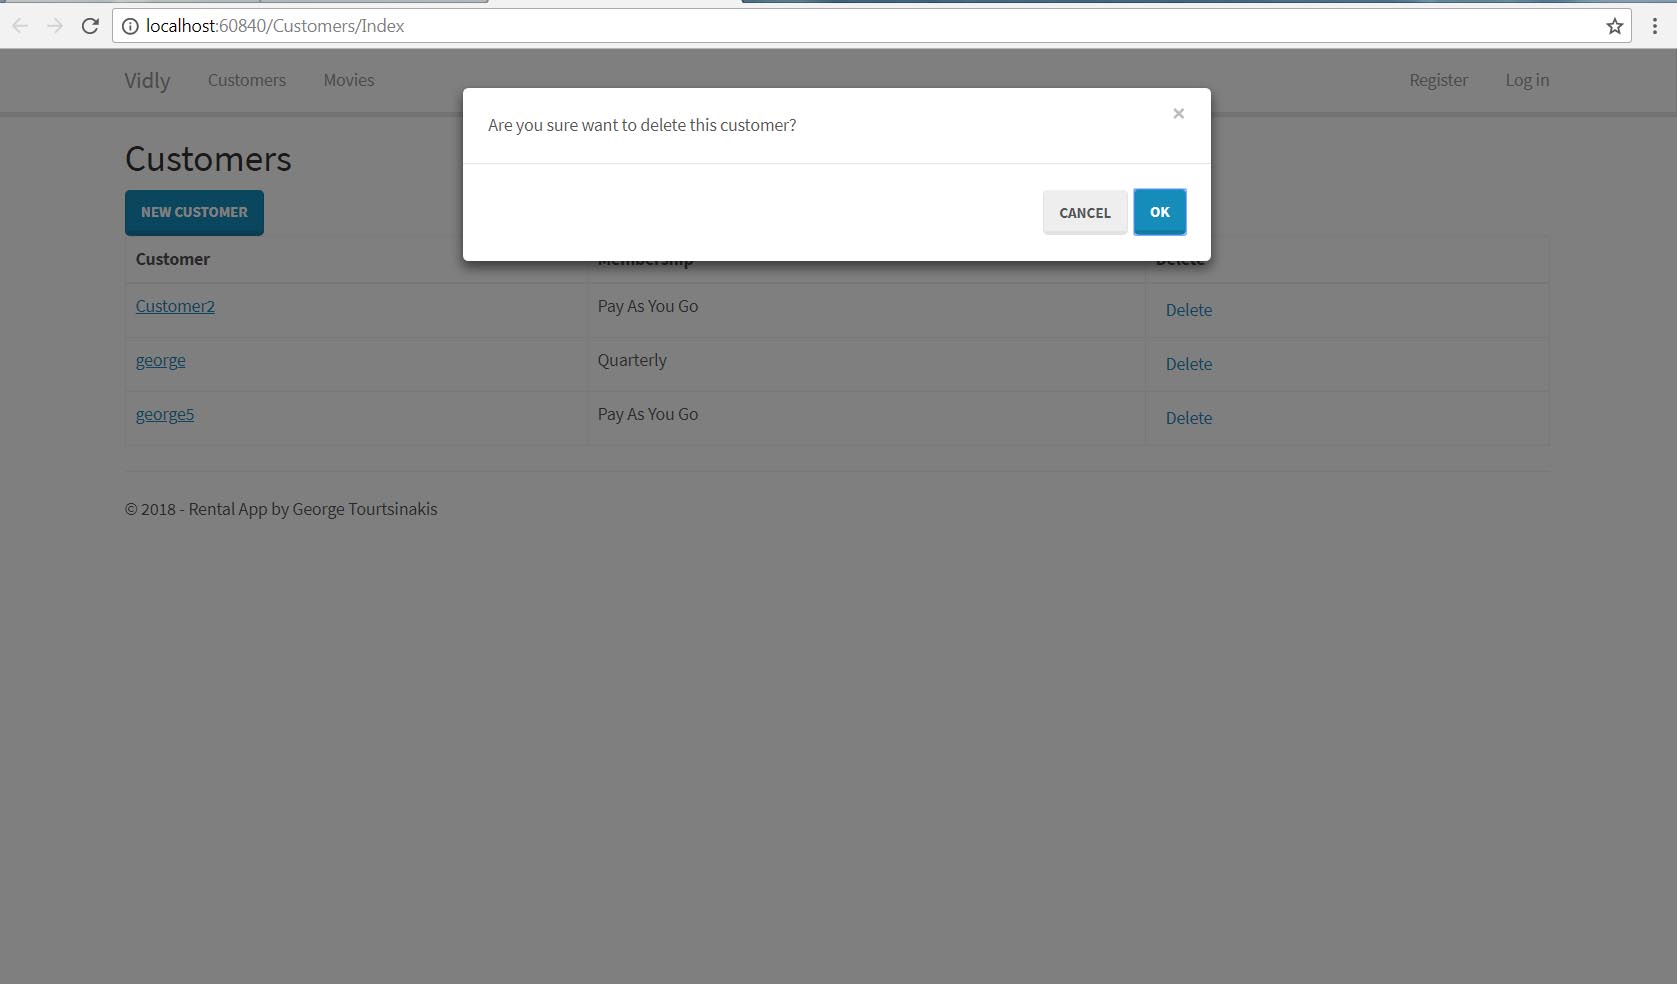 localhost:60840/Customers/Index
Vidly Customers Movies Register Log in
Are you sure want to delete this customer?
×
CANCEL OK
Customers
NEW CUSTOMER
Customer Membership Delete
Customer2 Pay As You Go Delete
george Quarterly Delete
george5 Pay As You Go Delete
© 2018 - Rental App by George Tourtsinakis